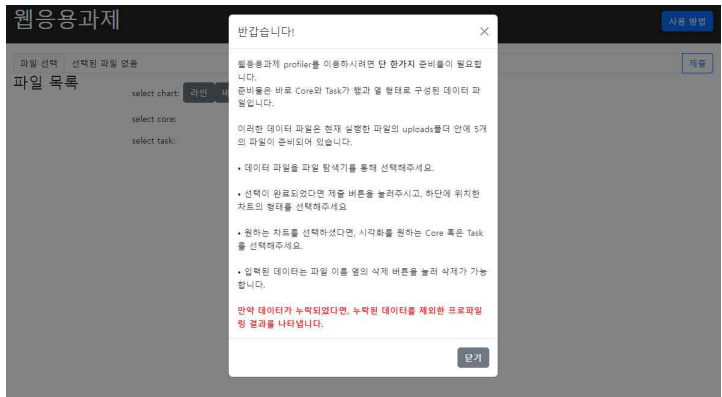 웹응용과제
사용 방법
파일 선택 선택된 파일 없음
제출
파일 목록
select chart: 라인
select core:
select task:
반갑습니다!
웹응용과제 profiler를 이용하시려면 단 한가지 준비물이 필요합
니다.
준비물은 바로 Core와 Task가 행과 열 형태로 구성된 데이터 파
일입니다.
이러한 데이터 파일은 현재 실행한 파일의 uploads폴더 안에 5개
의 파일이 준비되어 있습니다.
• 데이터 파일을 파일 탐색기를 통해 선택해주세요.
• 선택이 완료되었다면 제출 버튼을 눌러주시고, 하단에 위치한
차트의 형태를 선택해주세요
• 원하는 차트를 선택하셨다면, 시각화를 원하는 Core 혹은 Task
를 선택해주세요.
• 입력된 데이터는 파일 이름 옆의 삭제 버튼을 눌러 삭제가 가능
합니다.
만약 데이터가 누락되었다면, 누락된 데이터를 제외한 프로파일
링 결과를 나타냅니다.
닫기